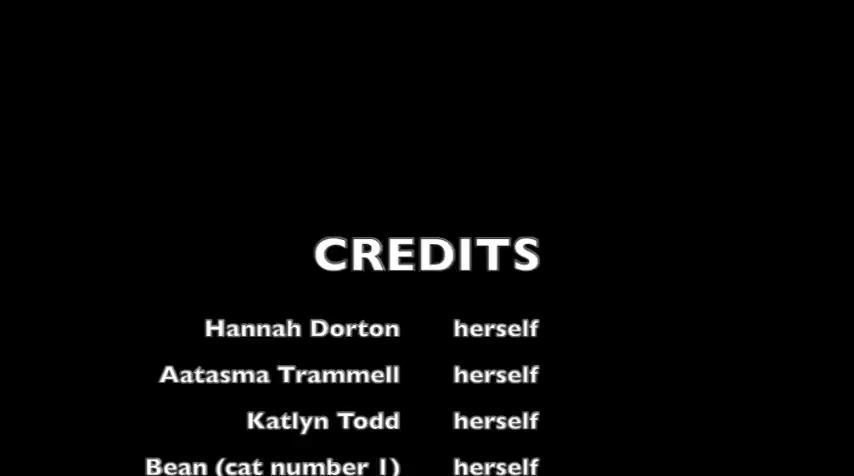 CREDITS
Hannah Dorton herself
Aatasma Trammell herself
Katlyn Todd herself
Bean (cat number 1) herself